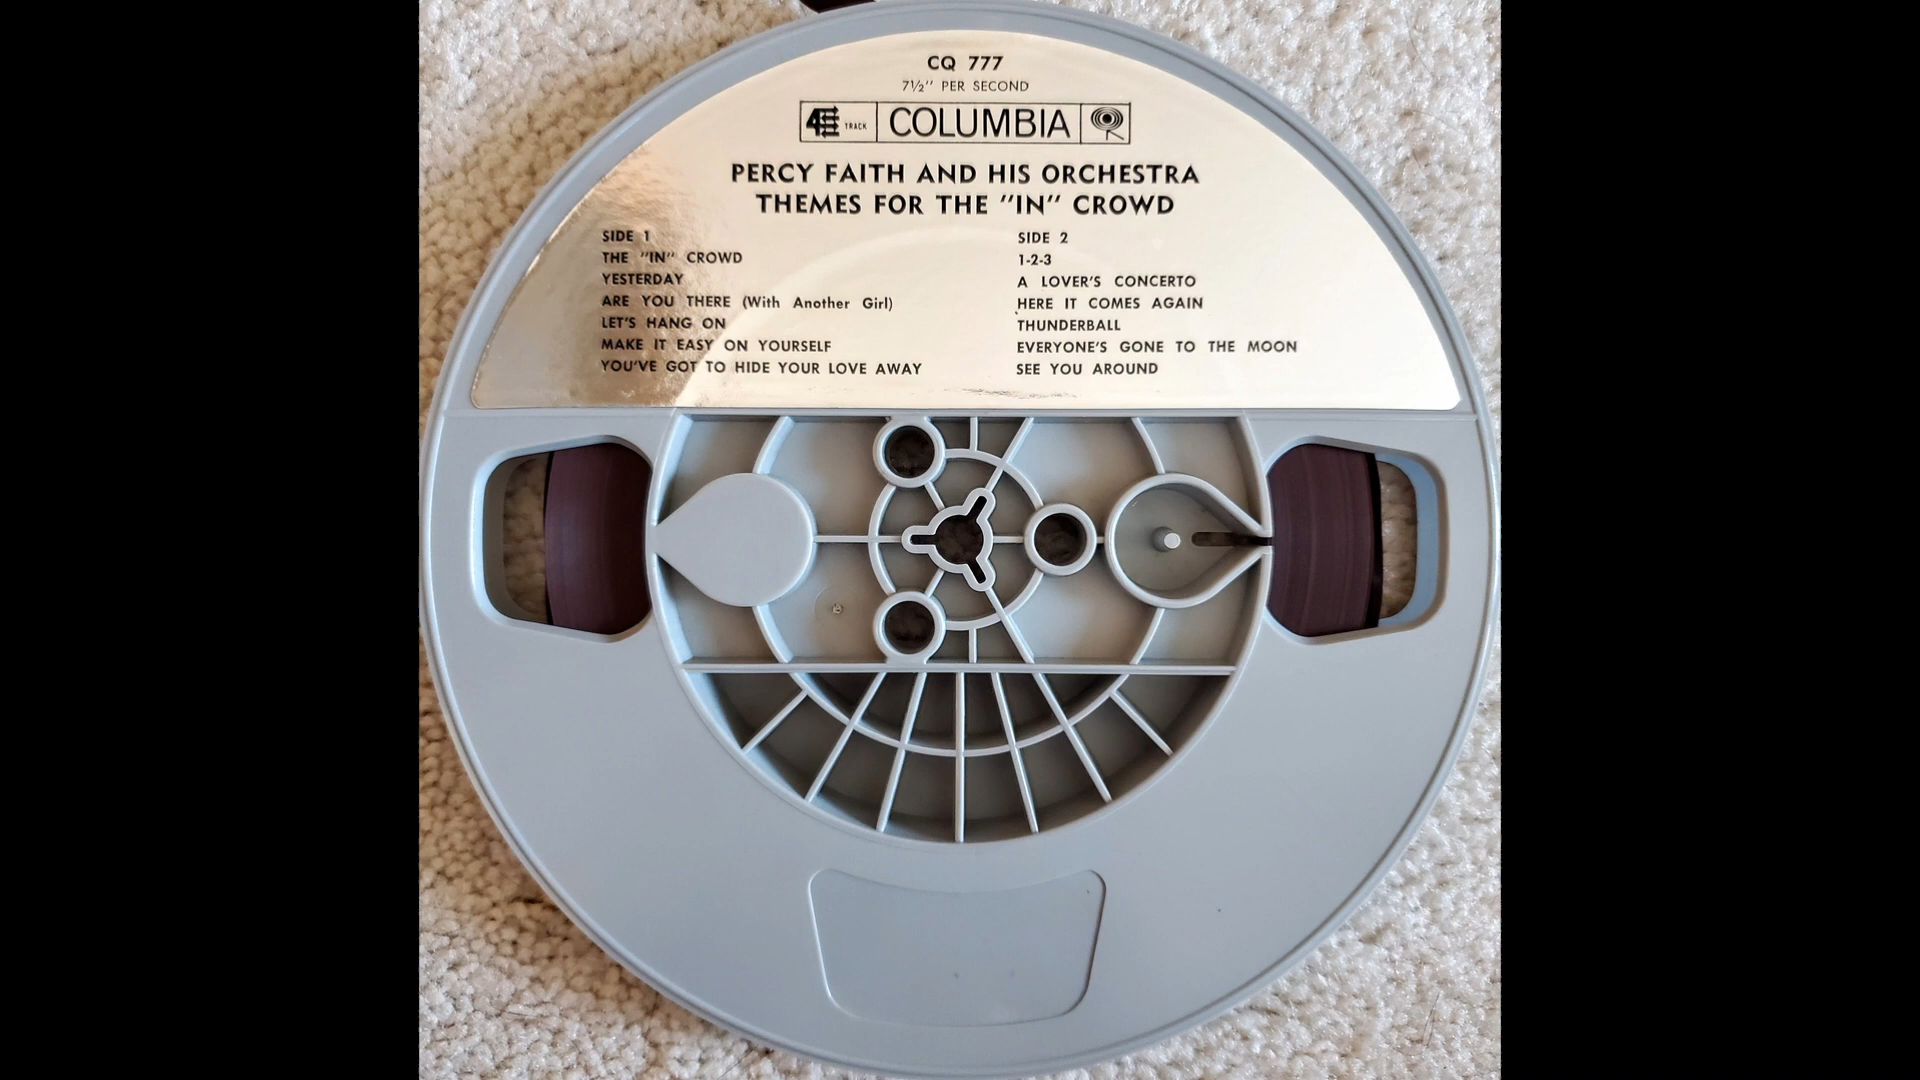 CQ 777
7½" PER SECOND
4 TRACK COLUMBIA
PERCY FAITH AND HIS ORCHESTRA
THEMES FOR THE "IN" CROWD
SIDE 1
THE "IN" CROWD
YESTERDAY
ARE YOU THERE (With Another Girl)
LET'S HANG ON
MAKE IT EASY ON YOURSELF
YOU'VE GOT TO HIDE YOUR LOVE AWAY
SIDE 2
1-2-3
A LOVER'S CONCERTO
HERE IT COMES AGAIN
THUNDERBALL
EVERYONE'S GONE TO THE MOON
SEE YOU AROUND